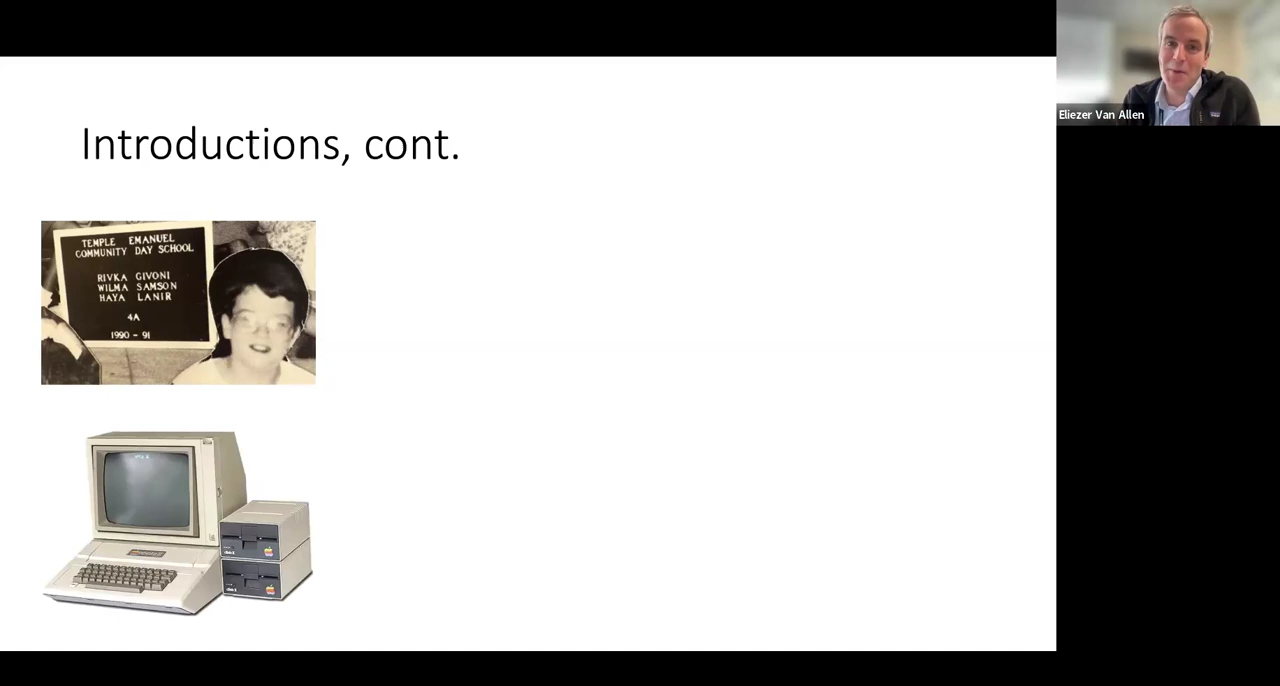 Introductions, cont.
TEMPLE EMANUEL
COMMUNITY DAY SCHOOL
RIVKA GIVONI
WILMA SAMSON
HAYA LANIR
4A
1990 - 91
Eliezer Van Allen